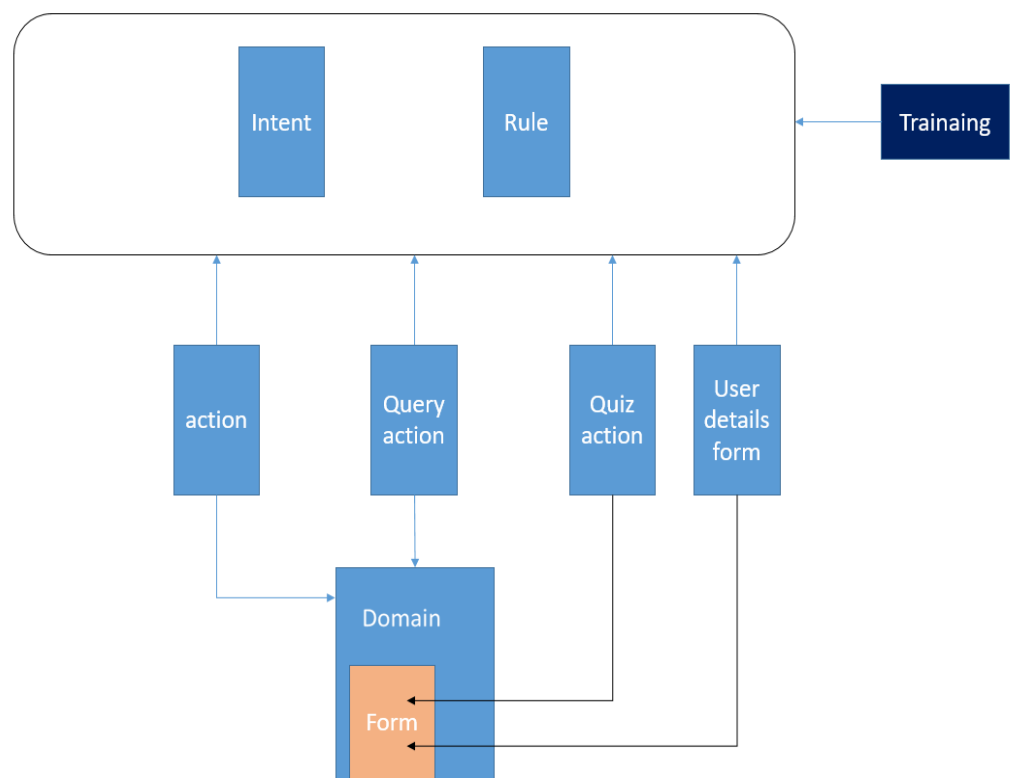 Intent
Rule
Trainaing
action
Query
action
Quiz
action
User
details
form
Domain
Form